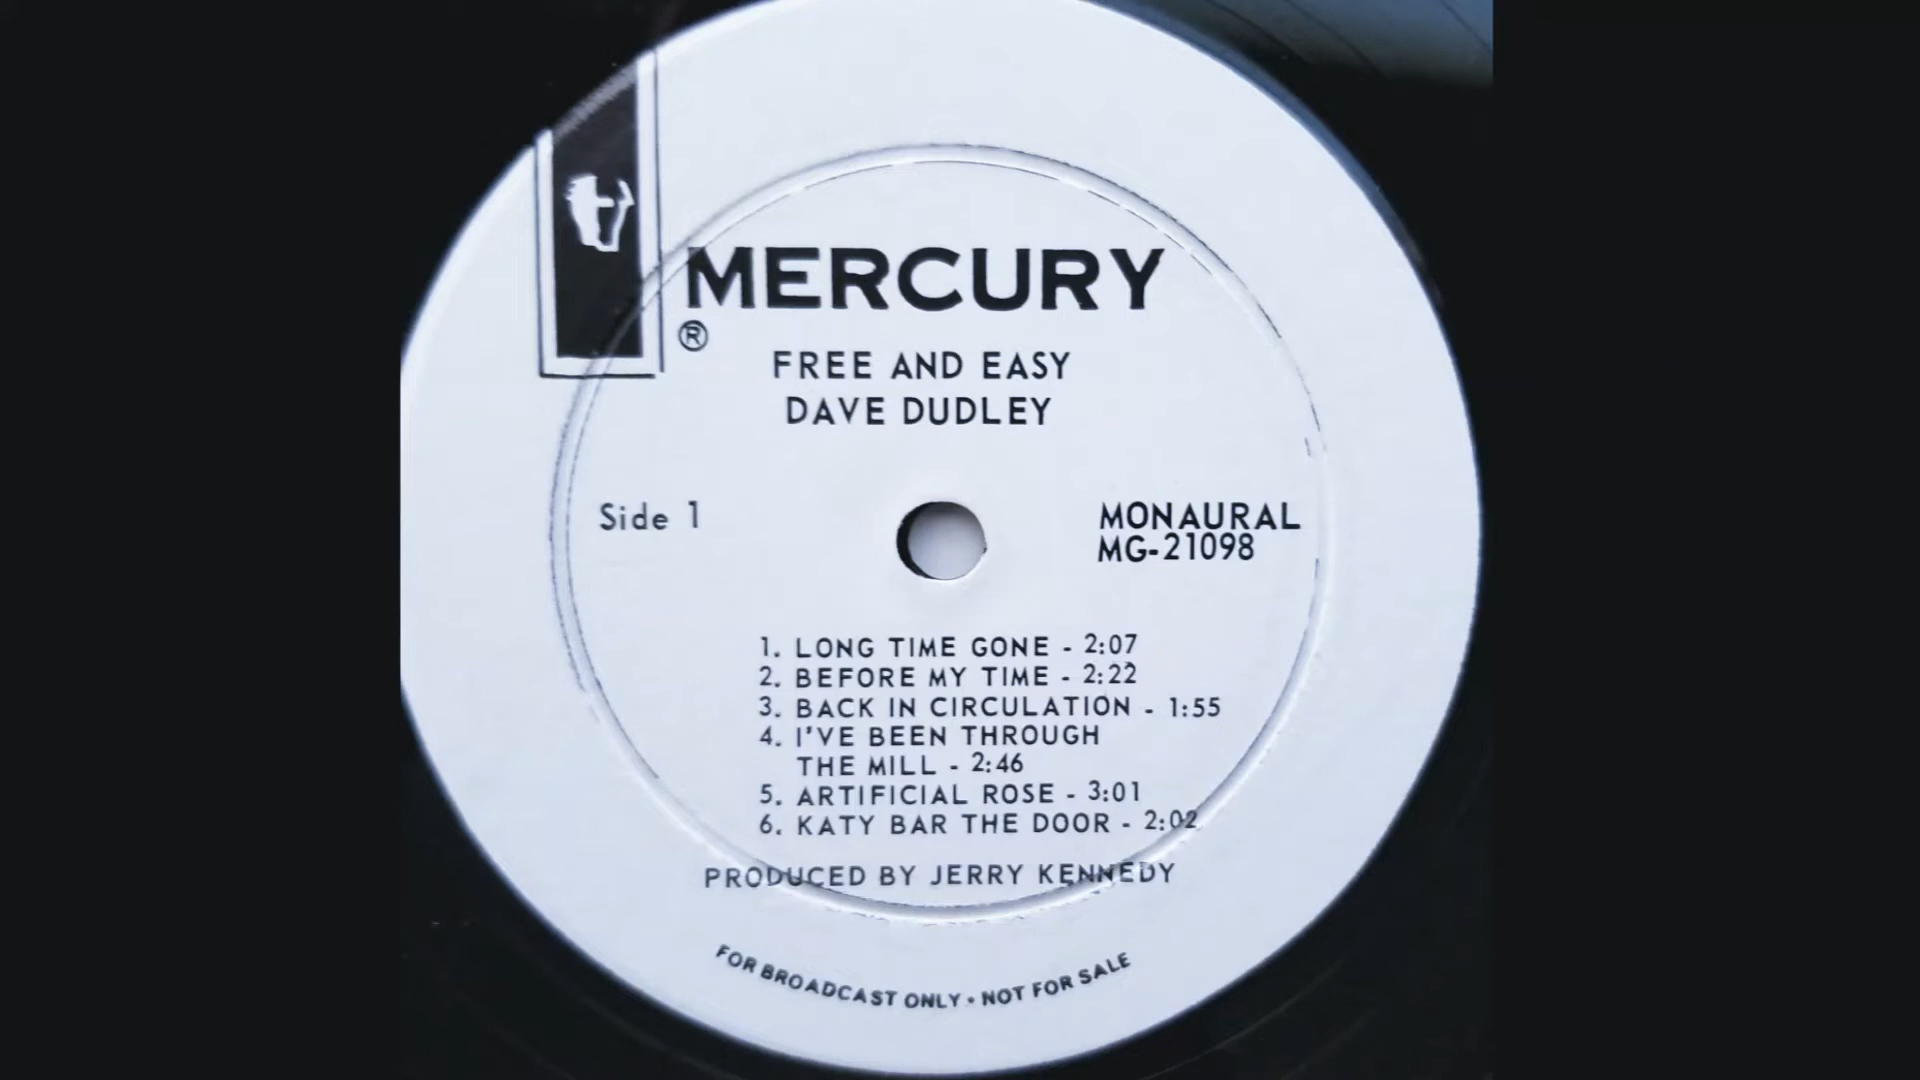 MERCURY
®
FREE AND EASY
DAVE DUDLEY
Side 1
MONAURAL
MG-21098
1. LONG TIME GONE - 2:07
2. BEFORE MY TIME - 2:22
3. BACK IN CIRCULATION - 1:55
4. I'VE BEEN THROUGH
THE MILL - 2:46
5. ARTIFICIAL ROSE - 3:01
6. KATY BAR THE DOOR - 2:02
PRODUCED BY JERRY KENNEDY
FOR BROADCAST ONLY • NOT FOR SALE